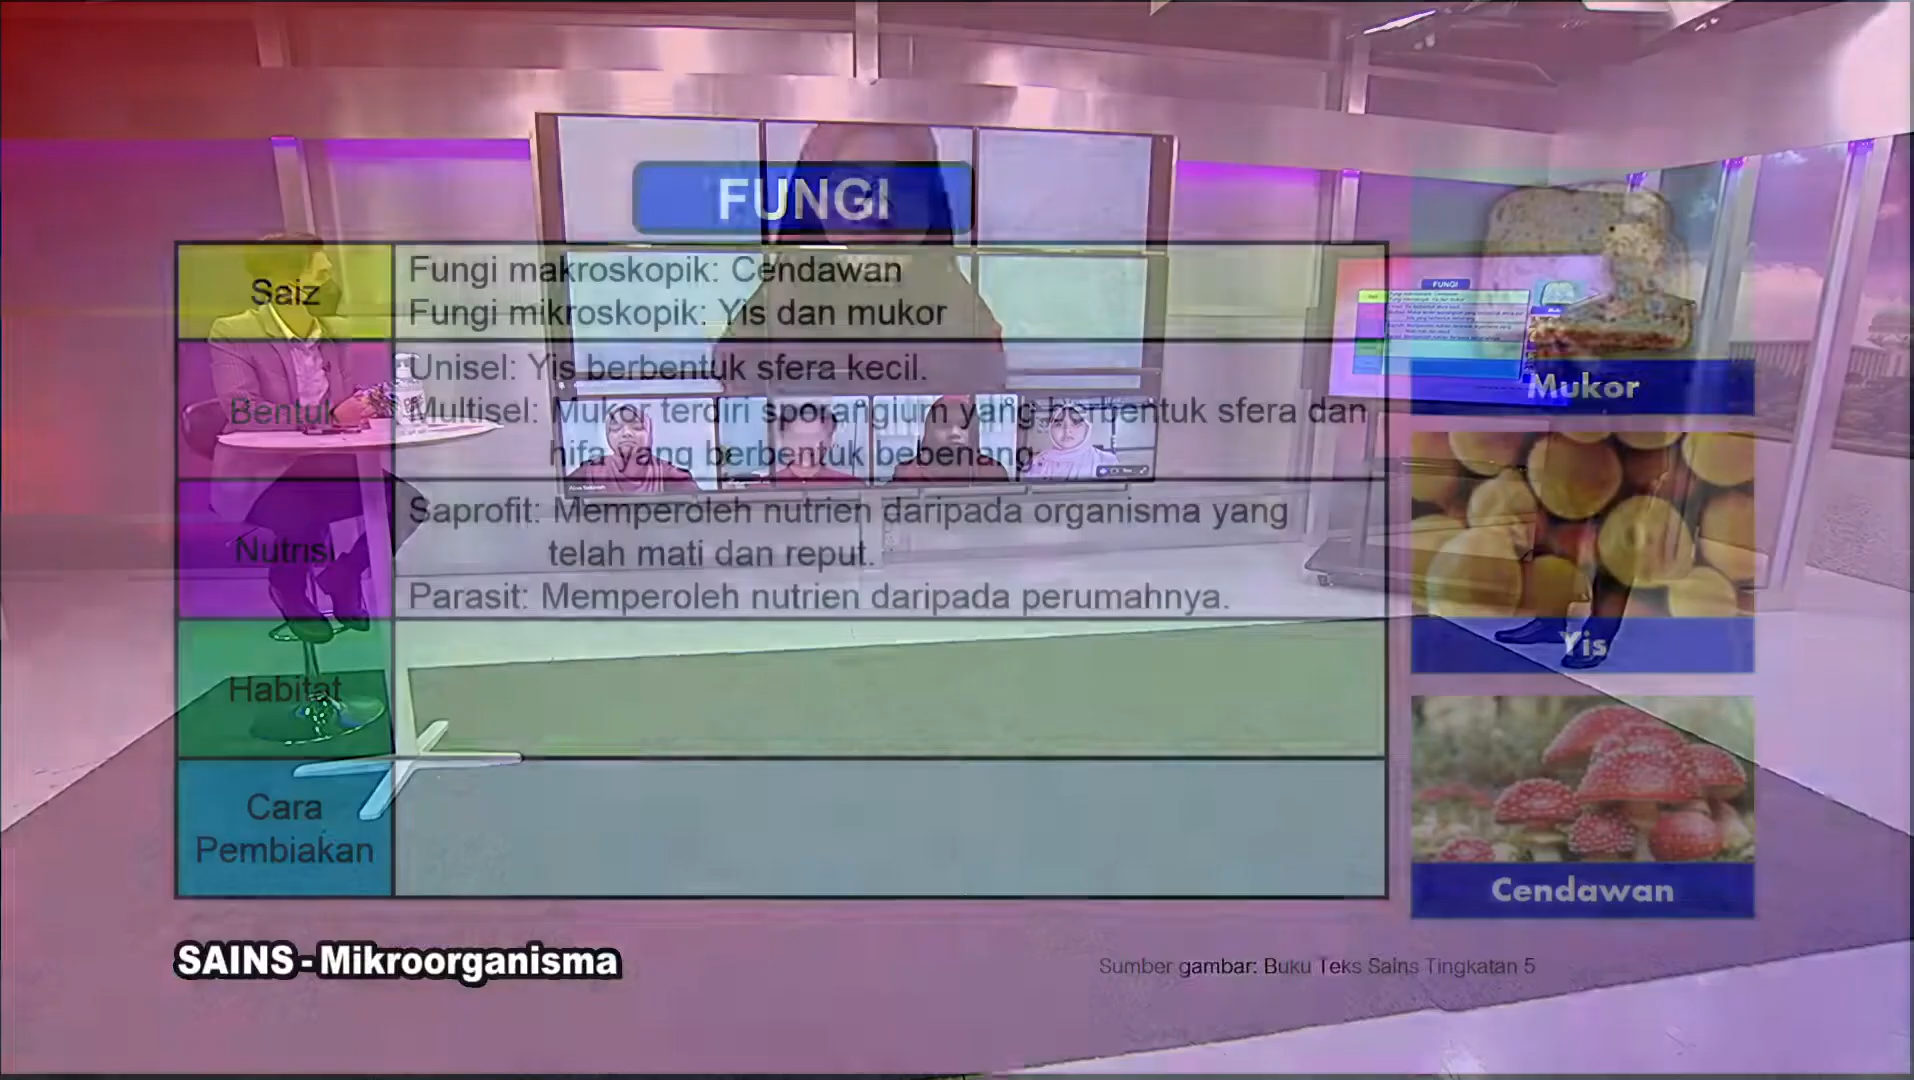 FUNGI
Saiz
Fungi makroskopik: Cendawan
Fungi mikroskopik: Yis dan mukor
Bentuk
Unisel: Yis berbentuk sfera kecil.
Multisel: Mukor terdiri sporangium yang berbentuk sfera dan
hifa yang berbentuk bebenang.
Nutrisi
Saprofit: Memperoleh nutrien daripada organisma yang
telah mati dan reput.
Parasit: Memperoleh nutrien daripada perumahnya.
Habitat
Cara
Pembiakan
Mukor
Yis
Cendawan
SAINS - Mikroorganisma
Sumber gambar: Buku Teks Sains Tingkatan 5
FUNGI